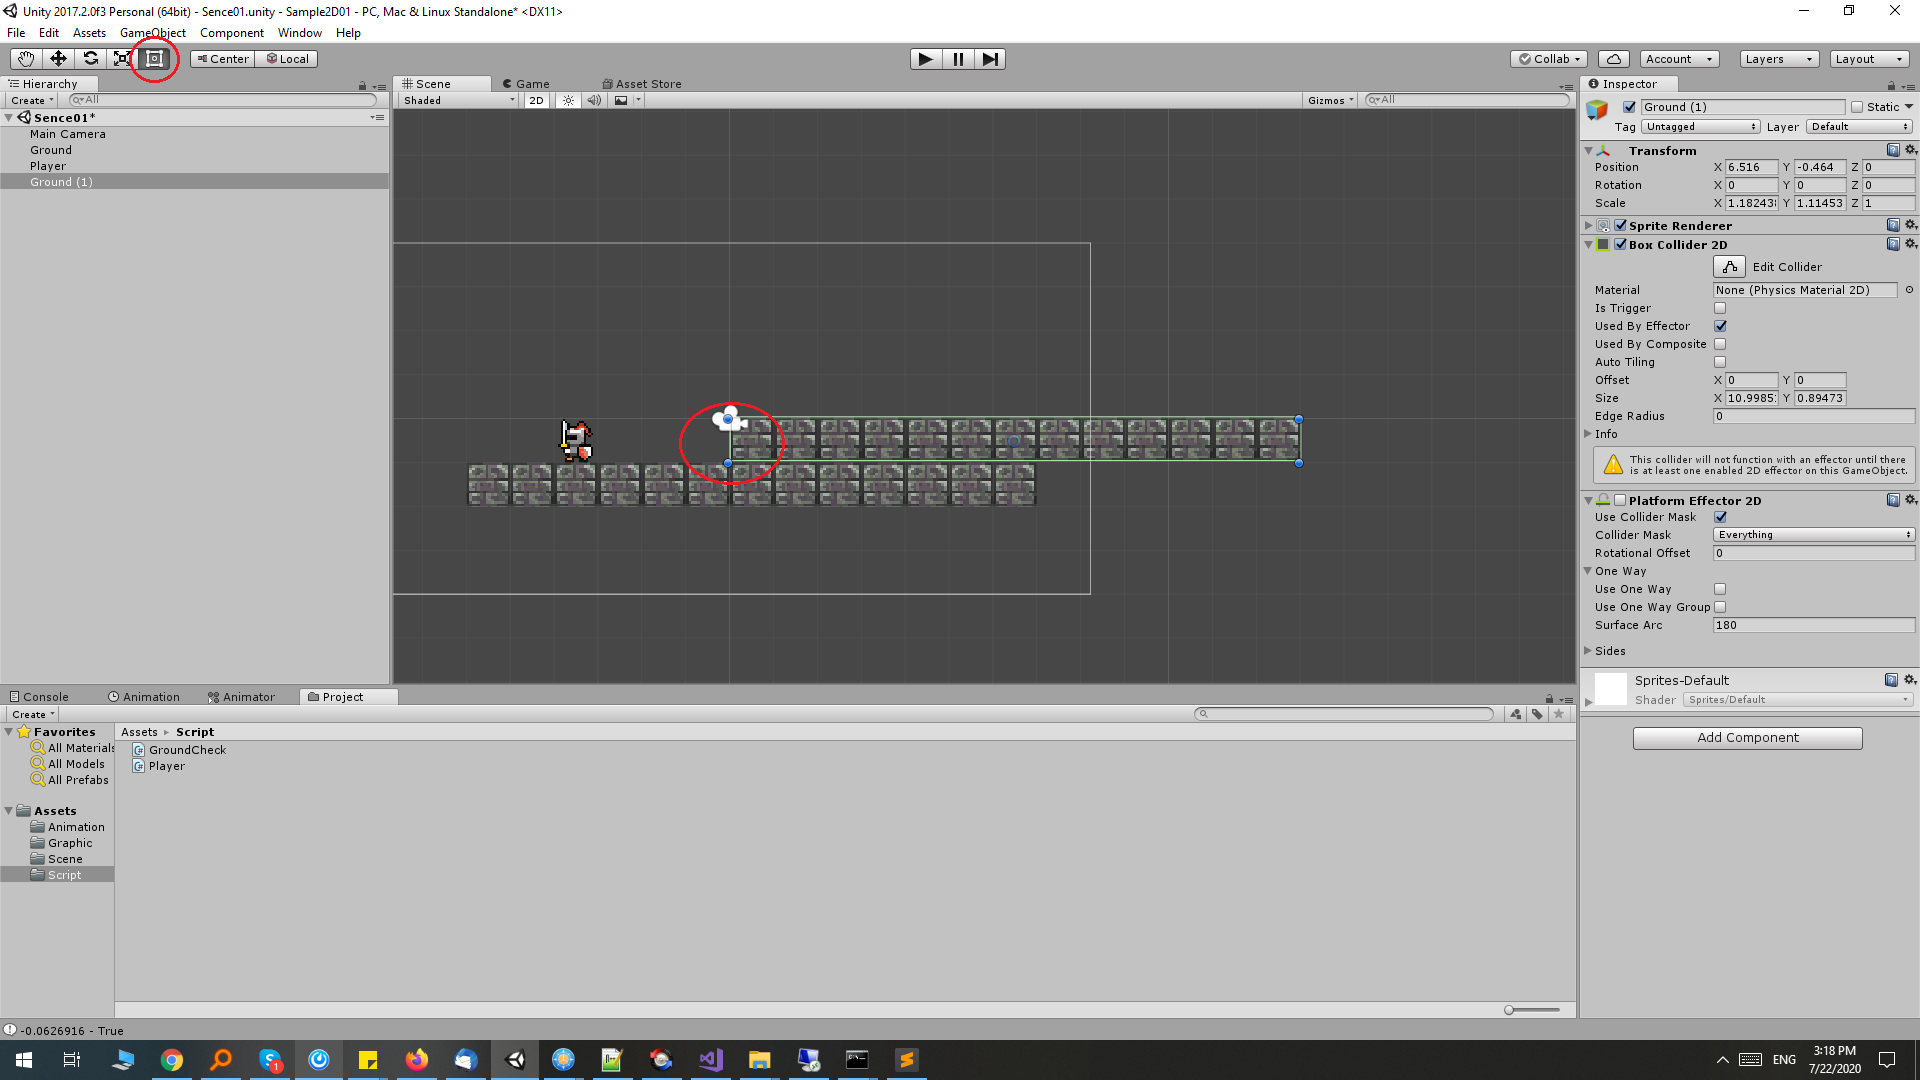 Unity 2017.2.0f3 Personal (64bit) - Sence01.unity - Sample2D01 - PC, Mac & Linux Standalone* <DX11>
File Edit Assets GameObject Component Window Help
Center Local
Collab Account Layers Layout
Hierarchy
Create All
Sence01*
Main Camera
Ground
Player
Ground (1)
Scene Game Asset Store
Shaded 2D Gizmos All
Inspector
Ground (1) Static
Tag Untagged Layer Default
Transform
Position X 6.516 Y -0.464 Z 0
Rotation X 0 Y 0 Z 0
Scale X 1.18243 Y 1.11453 Z 1
Sprite Renderer
Box Collider 2D
Edit Collider
Material None (Physics Material 2D)
Is Trigger
Used By Effector
Used By Composite
Auto Tiling
Offset X 0 Y 0
Size X 10.9985 Y 0.89473
Edge Radius 0
Info
This collider will not function with an effector until there
is at least one enabled 2D effector on this GameObject.
Platform Effector 2D
Use Collider Mask
Collider Mask Everything
Rotational Offset 0
One Way
Use One Way
Use One Way Group
Surface Arc 180
Sides
Sprites-Default
Shader Sprites/Default
Add Component
Console Animation Animator Project
Create
Favorites
All Materials
All Models
All Prefabs
Assets
Animation
Graphic
Scene
Script
Assets Script
GroundCheck
Player
-0.0626916 - True
1
ENG
3:18 PM
7/22/2020